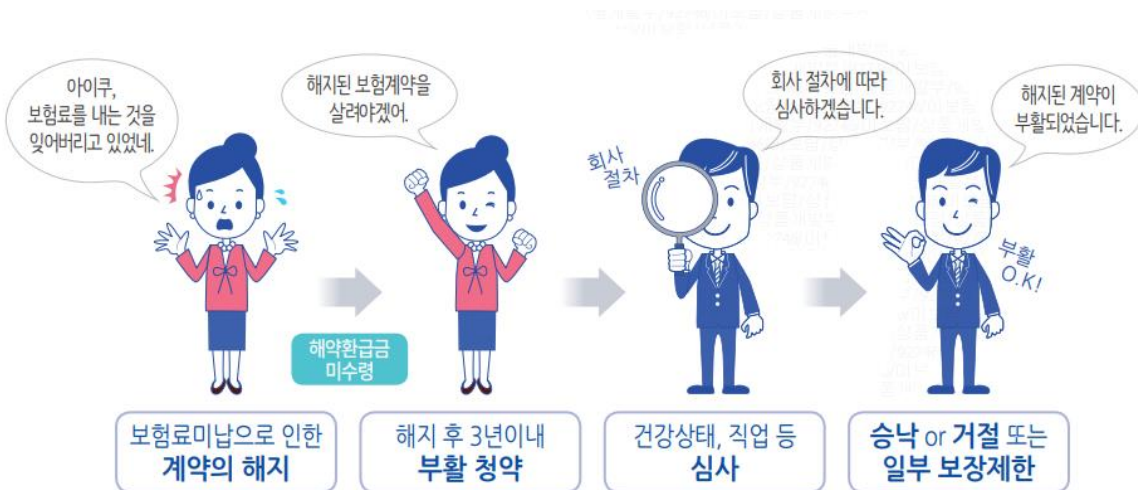 아이쿠,
보험료를 내는 것을
잊어버리고 있었네.
해지된 보험계약을
살려야겠어.
회사 절차에 따라
심사하겠습니다.
해지된 계약이
부활되었습니다.
회사
절차
부활
O.K!
해약환급금
미수령
보험료미납으로 인한
계약의 해지
해지 후 3년이내
부활 청약
건강상태, 직업 등
심사
승낙 or 거절 또는
일부 보장제한